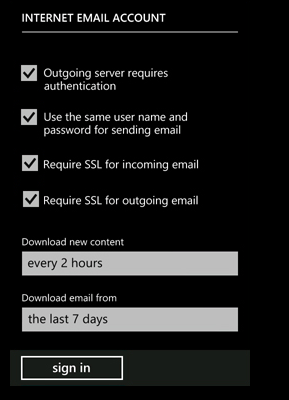 INTERNET EMAIL ACCOUNT
Outgoing server requires
authentication
Use the same user name and
password for sending email
Require SSL for incoming email
Require SSL for outgoing email
Download new content
every 2 hours
Download email from
the last 7 days
sign in